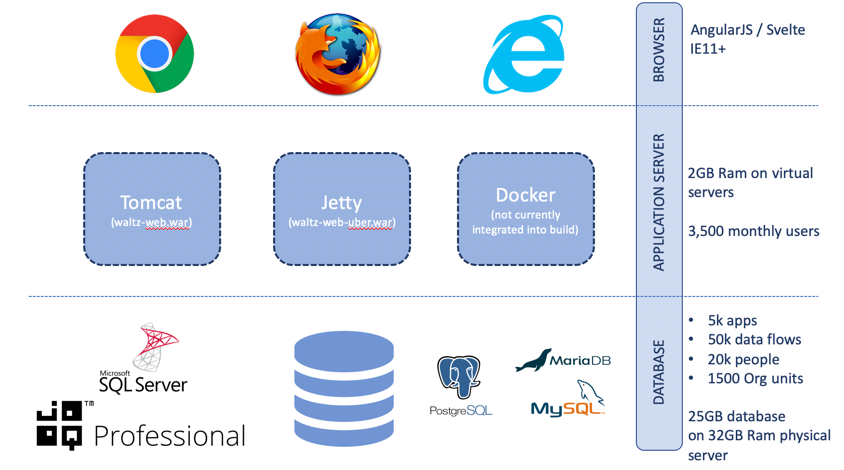 BROWSER
AngularJS / Svelte
IE11+
Tomcat
(waltz-web.war)
Jetty
(waltz-web-uber.war)
Docker
(not currently
integrated into build)
APPLICATION SERVER
2GB Ram on virtual
servers
3,500 monthly users
Microsoft
SQL Server
JOOQ™
Professional
PostgreSQL
MariaDB
MySQL™
DATABASE
• 5k apps
• 50k data flows
• 20k people
• 1500 Org units
25GB database
on 32GB Ram physical
server